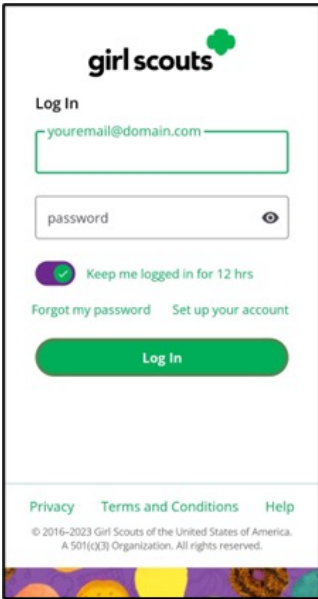 girl scouts
Log In
youremail@domain.com
password
Keep me logged in for 12 hrs
Forgot my password Set up your account
Log In
Privacy Terms and Conditions Help
© 2016–2023 Girl Scouts of the United States of America.
A 501(c)(3) Organization. All rights reserved.